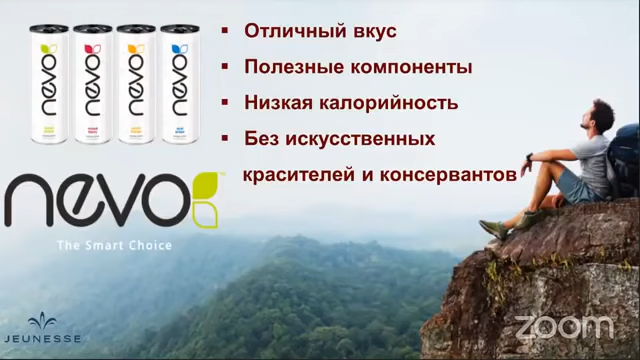 nevo nevo nevo nevo
Отличный вкус
Полезные компоненты
Низкая калорийность
Без искусственных
красителей и консервантов
nevo™
The Smart Choice
JEUNESSE
zoom